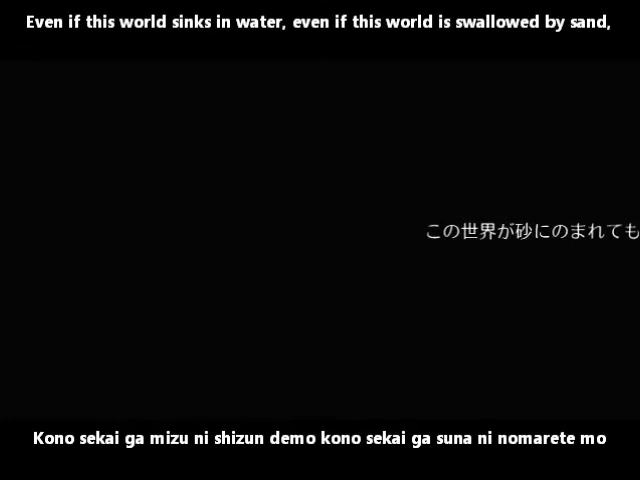 Even if this world sinks in water, even if this world is swallowed by sand,
この世界が砂にのまれても
Kono sekai ga mizu ni shizun demo kono sekai ga suna ni nomarete mo